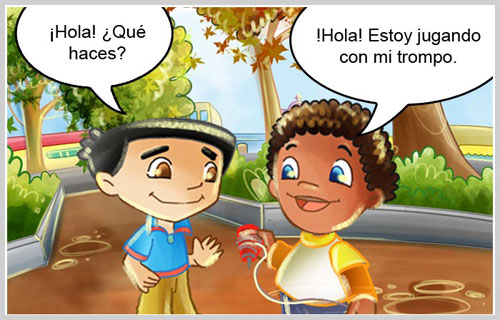 ¡Hola! ¿Qué
haces?
!Hola! Estoy jugando
con mi trompo.